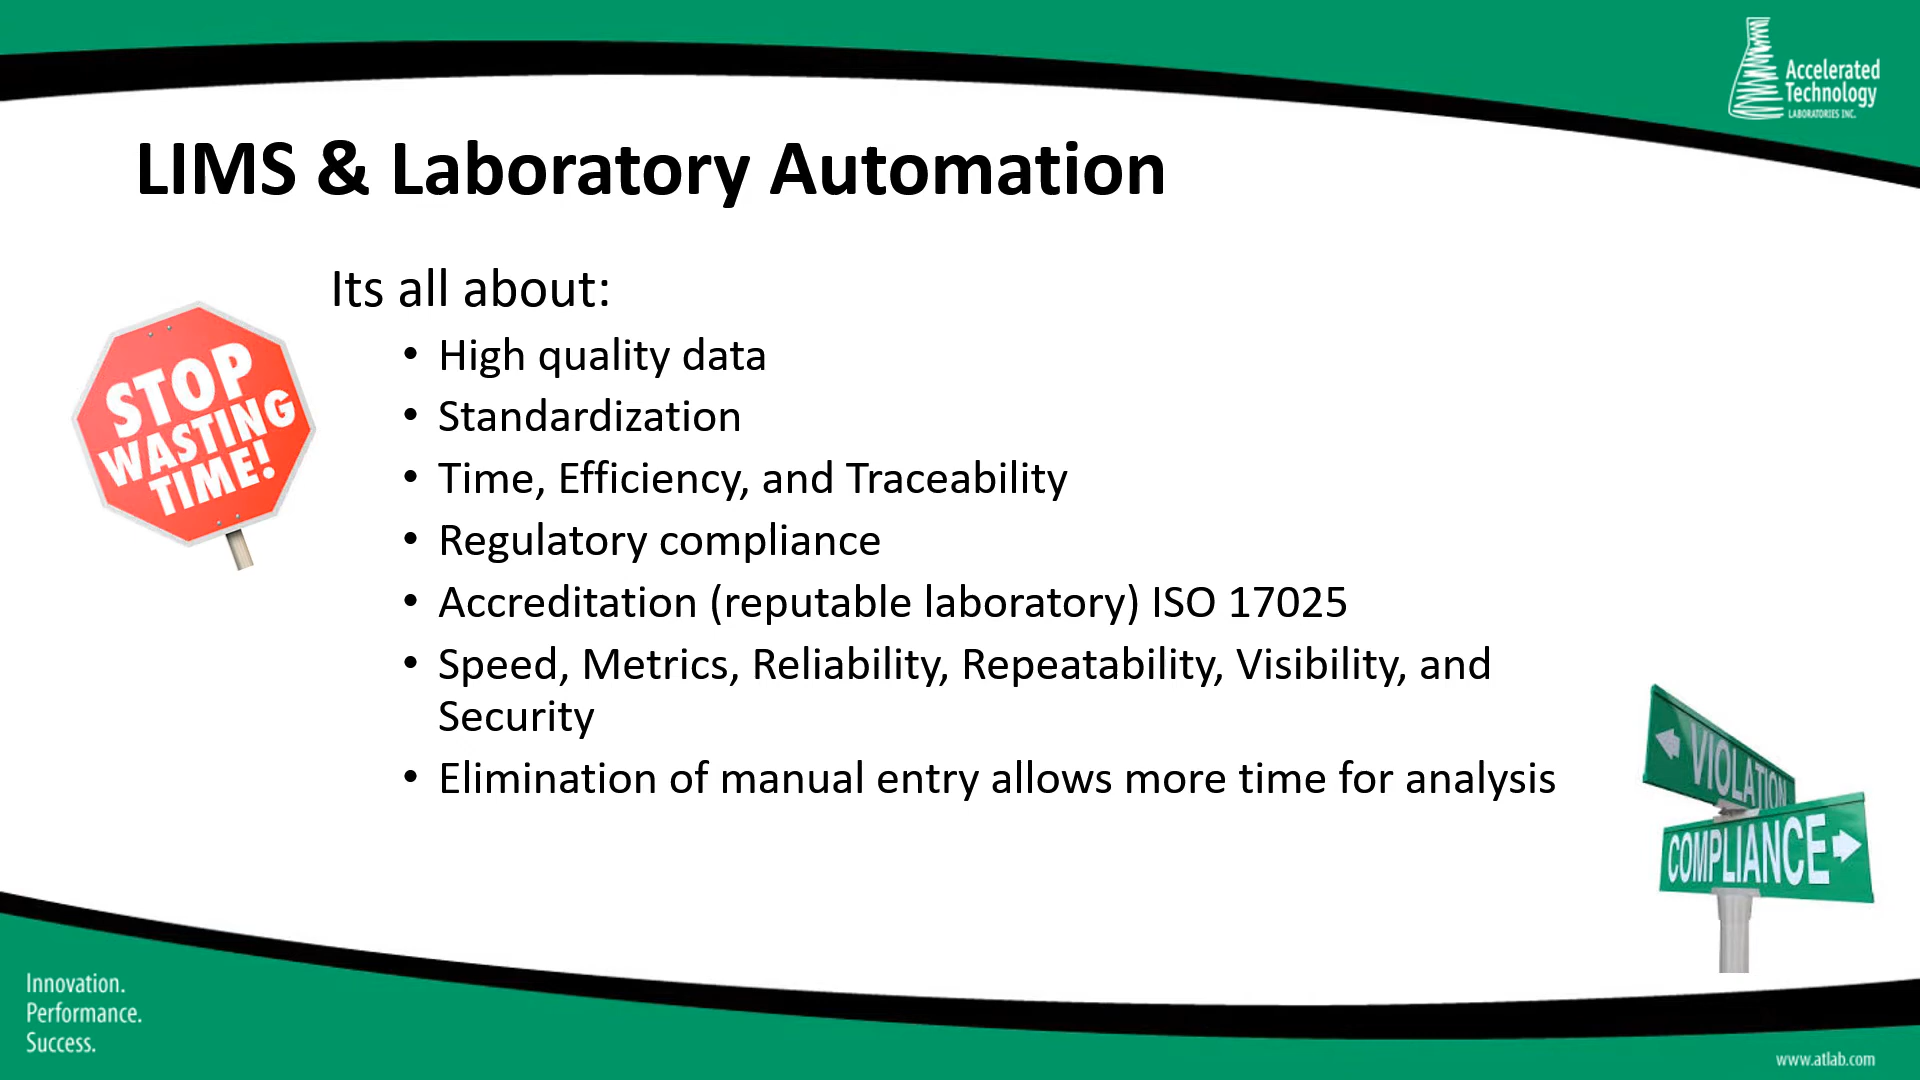 Accelerated
Technology
LABORATORIES INC.
LIMS & Laboratory Automation
Its all about:
STOP
WASTING
TIME!
• High quality data
• Standardization
• Time, Efficiency, and Traceability
• Regulatory compliance
• Accreditation (reputable laboratory) ISO 17025
• Speed, Metrics, Reliability, Repeatability, Visibility, and
Security
• Elimination of manual entry allows more time for analysis
VIOLATION
COMPLIANCE
Innovation.
Performance.
Success.
www.atlab.com